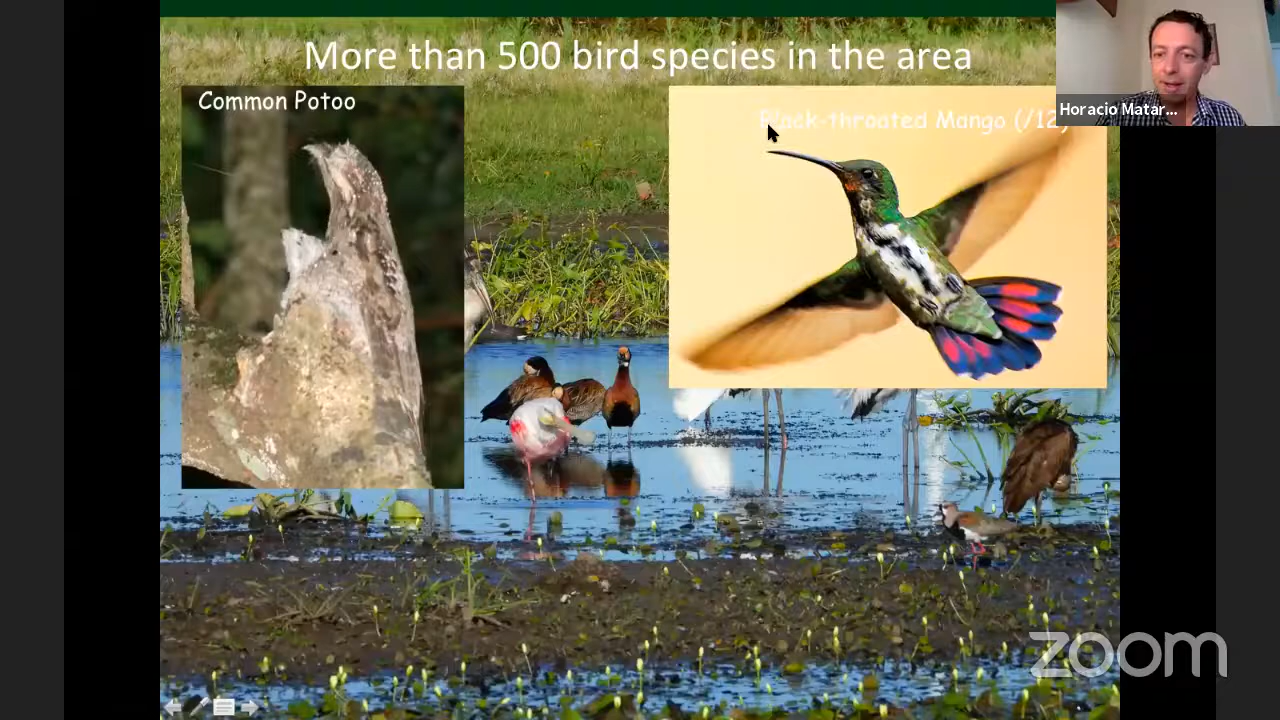 More than 500 bird species in the area
Common Potoo
Black-throated Mango (/12)
Horacio Matar...
zoom